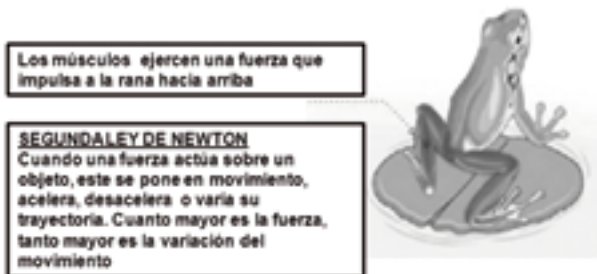 Los músculos ejercen una fuerza que
impulsa a la rana hacia arriba
SEGUNDALEY DE NEWTON
Cuando una fuerza actúa sobre un
objeto, este se pone en movimiento,
acelera, desacelera o varía su
trayectoria. Cuanto mayor es la fuerza,
tanto mayor es la variación del
movimiento